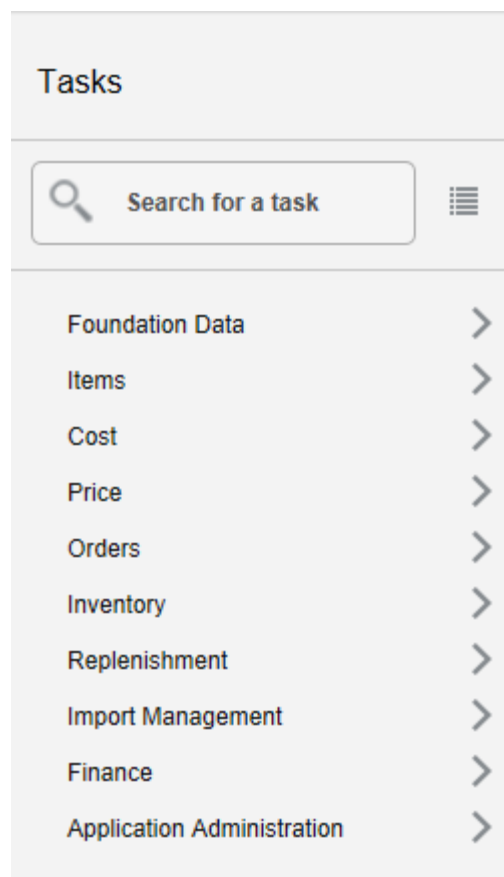 Tasks
Search for a task
Foundation Data
Items
Cost
Price
Orders
Inventory
Replenishment
Import Management
Finance
Application Administration